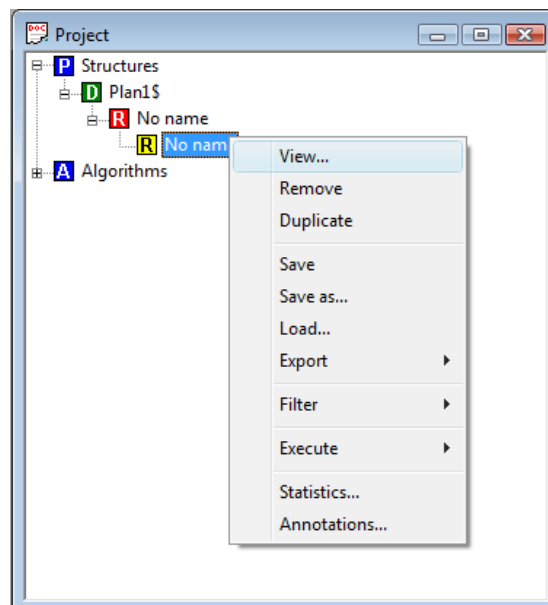 DOC
Project
P Structures
D Plan1$
R No name
R No nam
A Algorithms
View...
Remove
Duplicate
Save
Save as...
Load...
Export
Filter
Execute
Statistics...
Annotations...